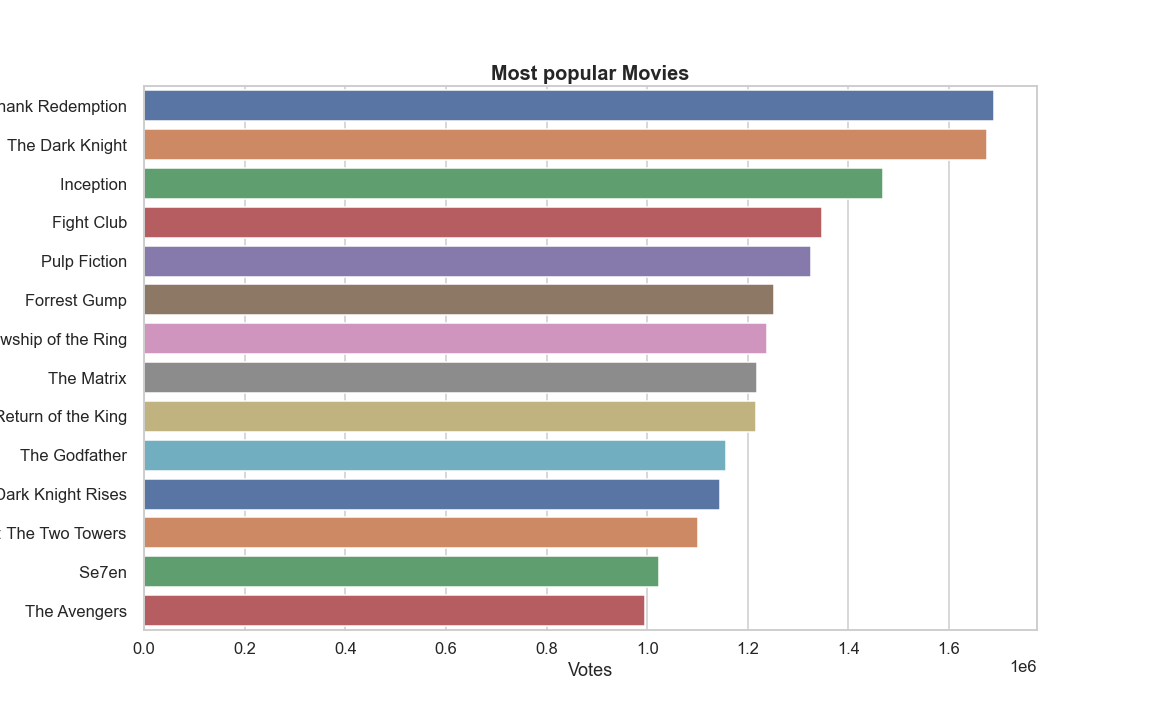 Most popular Movies
Redemption
The Dark Knight
Inception
Fight Club
Pulp Fiction
Forrest Gump
of the Ring
The Matrix
Return of the King
The Godfather
Dark Knight Rises
: The Two Towers
Se7en
The Avengers
0.0 0.2 0.4 0.6 0.8 1.0 1.2 1.4 1.6
1e6
Votes